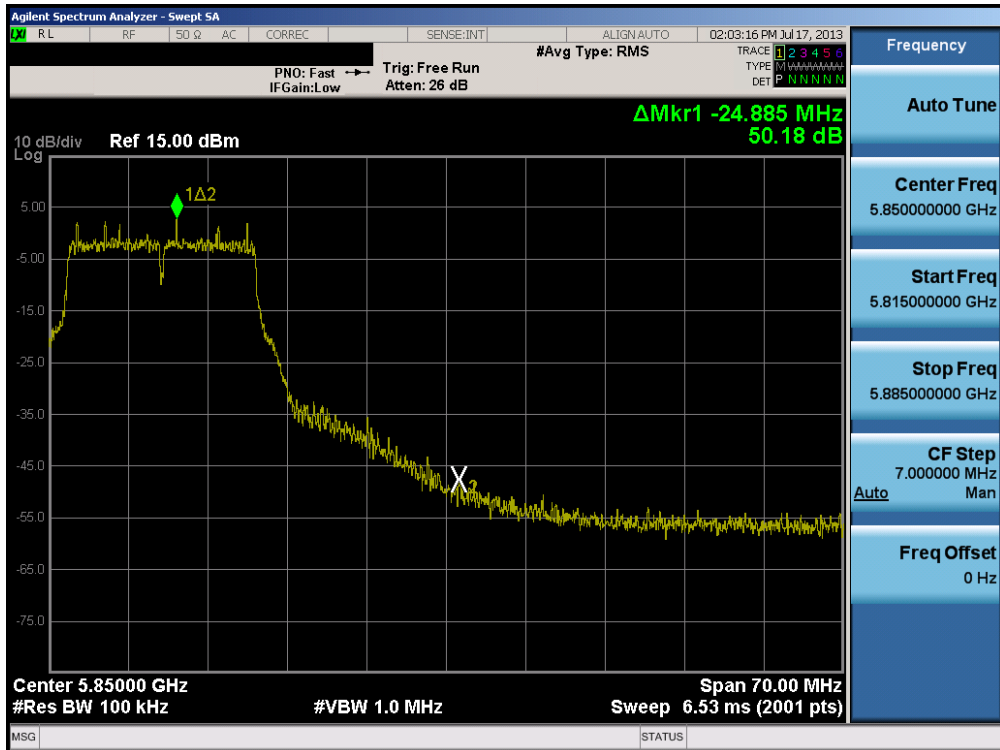 Agilent Spectrum Analyzer - Swept SA
LXI RL RF 50 Ω AC CORREC SENSE:INT ALIGN AUTO 02:03:16 PM Jul 17, 2013
#Avg Type: RMS TRACE 1 2 3 4 5 6
PNO: Fast Trig: Free Run TYPE M WWWWW
IFGain:Low Atten: 26 dB DET P N N N N N
ΔMkr1 -24.885 MHz
50.18 dB
10 dB/div Ref 15.00 dBm
Log
1Δ2
5.00
-5.00
-15.0
-25.0
-35.0
-45.0
X2
-55.0
-65.0
-75.0
Center 5.85000 GHz Span 70.00 MHz
#Res BW 100 kHz #VBW 1.0 MHz Sweep 6.53 ms (2001 pts)
MSG STATUS
Frequency
Auto Tune
Center Freq
5.850000000 GHz
Start Freq
5.815000000 GHz
Stop Freq
5.885000000 GHz
CF Step
7.000000 MHz
Auto Man
Freq Offset
0 Hz